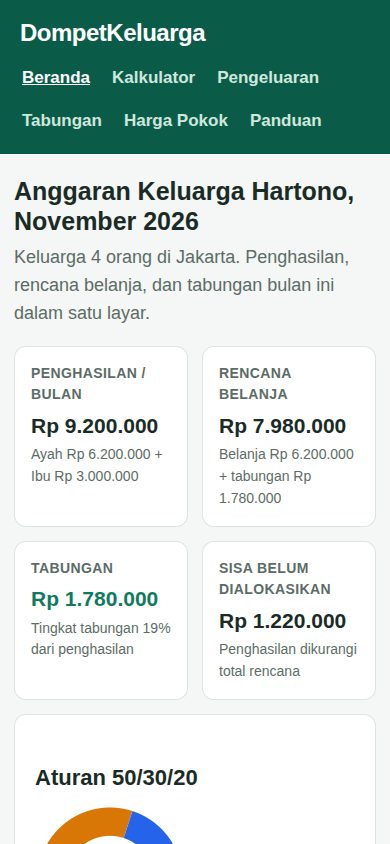 DompetKeluarga
Beranda Kalkulator Pengeluaran
Tabungan Harga Pokok Panduan
Anggaran Keluarga Hartono,
November 2026
Keluarga 4 orang di Jakarta. Penghasilan,
rencana belanja, dan tabungan bulan ini
dalam satu layar.
PENGHASILAN /
BULAN
Rp 9.200.000
Ayah Rp 6.200.000 +
Ibu Rp 3.000.000
RENCANA
BELANJA
Rp 7.980.000
Belanja Rp 6.200.000
+ tabungan Rp
1.780.000
TABUNGAN
Rp 1.780.000
Tingkat tabungan 19%
dari penghasilan
SISA BELUM
DIALOKASIKAN
Rp 1.220.000
Penghasilan dikurangi
total rencana
Aturan 50/30/20